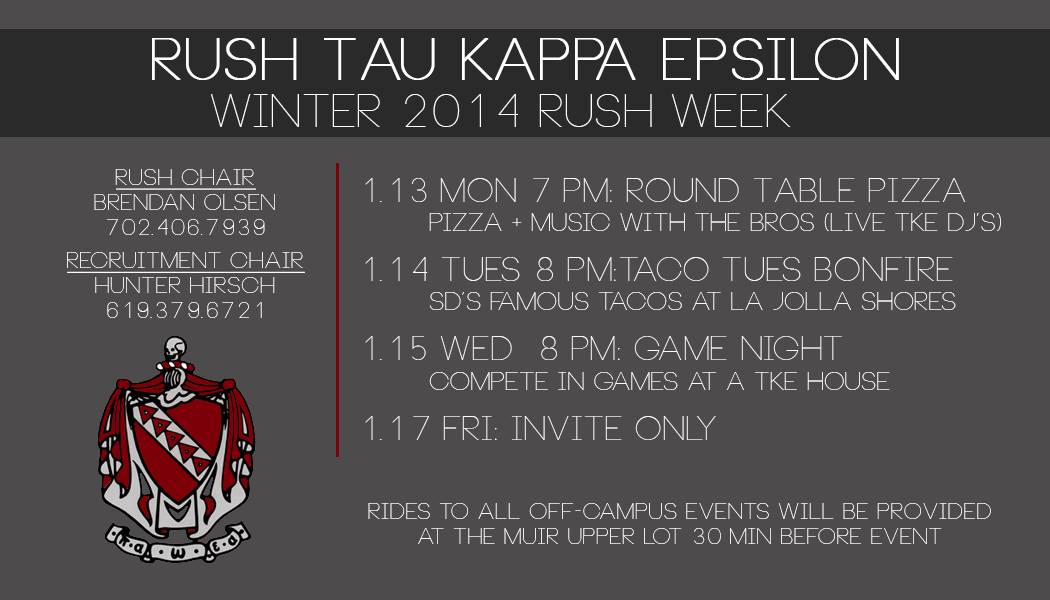 RUSH TAU KAPPA EPSILON
WINTER 2014 RUSH WEEK
RUSH CHAIR
BRENDAN OLSEN
702.406.7939
RECRUITMENT CHAIR
HUNTER HIRSCH
619.379.6721
1.13 MON 7 PM: ROUND TABLE PIZZA
PIZZA + MUSIC WITH THE BROS (LIVE TKE DJ'S)
1.14 TUES 8 PM:TACO TUES BONFIRE
SD'S FAMOUS TACOS AT LA JOLLA SHORES
1.15 WED 8 PM: GAME NIGHT
COMPETE IN GAMES AT A TKE HOUSE
1.17 FRI: INVITE ONLY
RIDES TO ALL OFF-CAMPUS EVENTS WILL BE PROVIDED
AT THE MUIR UPPER LOT 30 MIN BEFORE EVENT